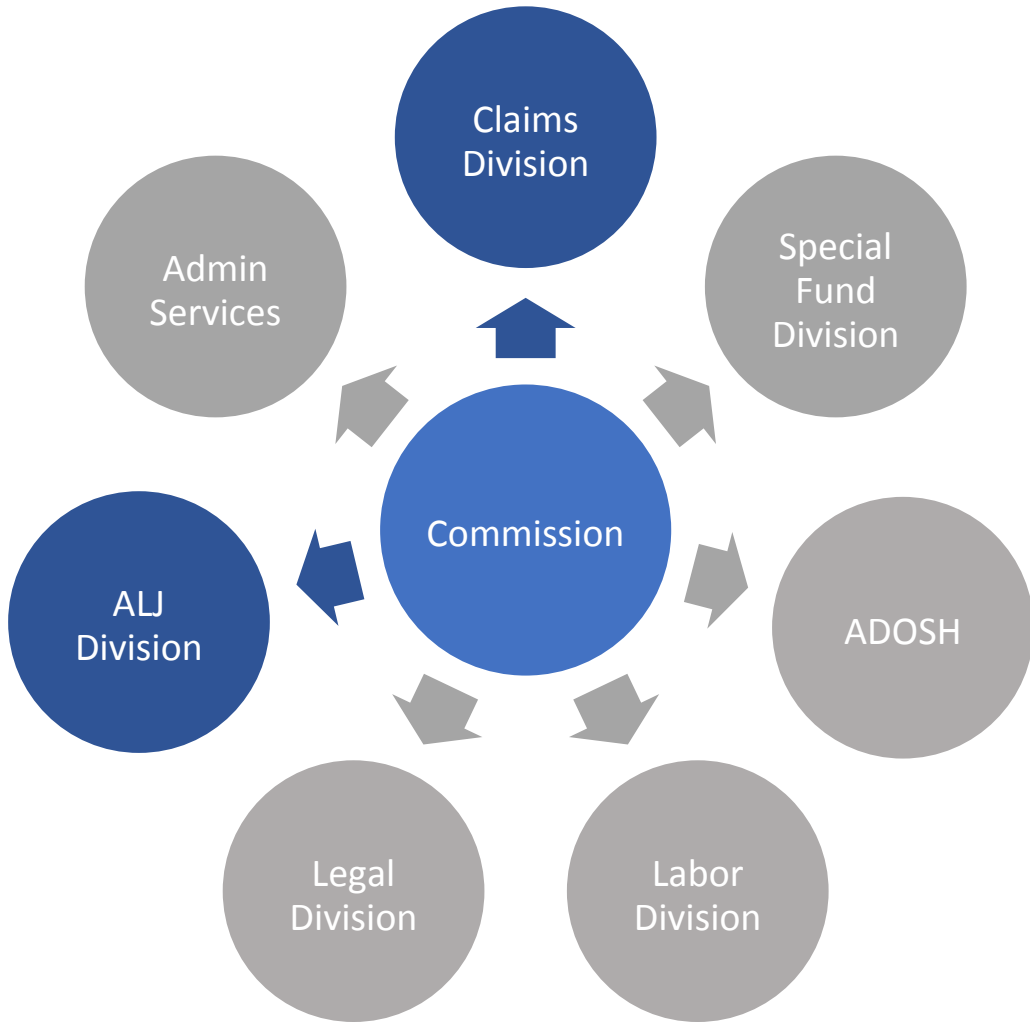 Claims
Division
Special
Fund
Division
Admin
Services
Commission
ALJ
Division
ADOSH
Legal
Division
Labor
Division